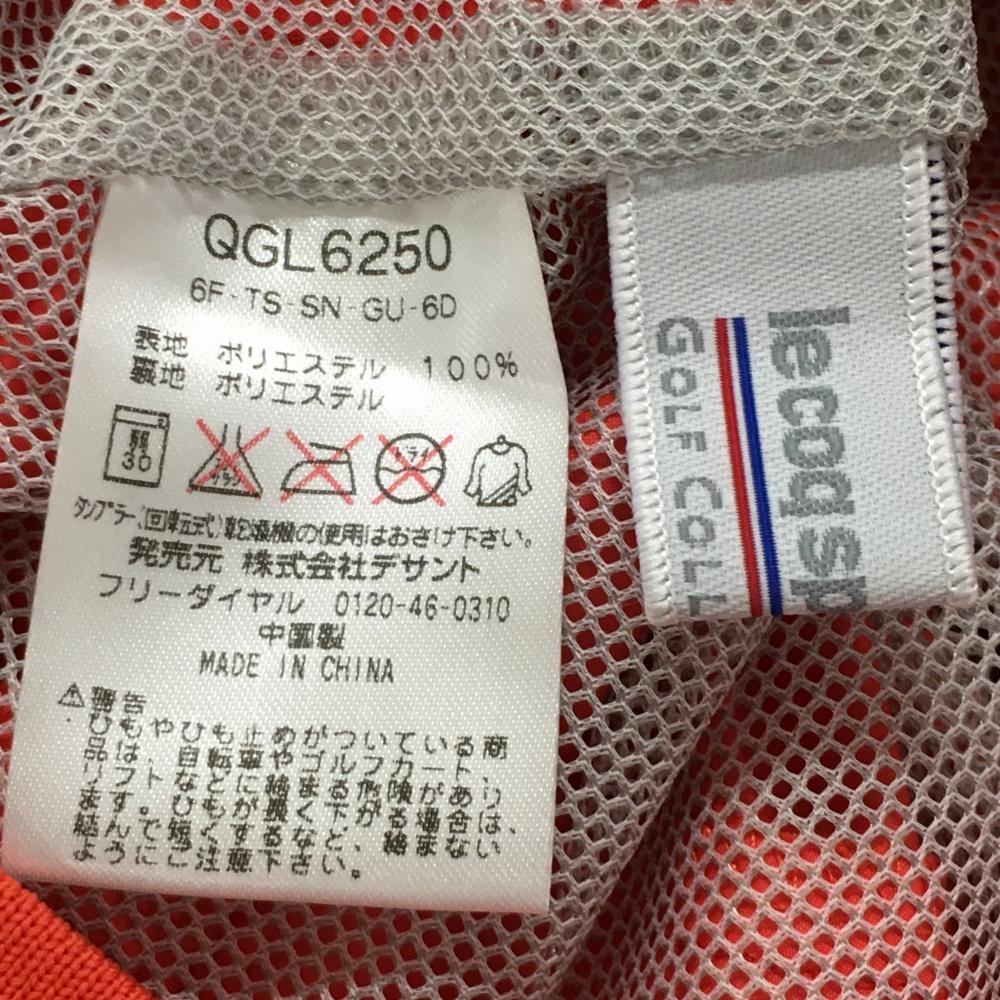 QGL6250
6F-TS-SN-GU-6D
表地 ポリエステル 100%
裏地 ポリエステル
30
タンブラー(回転式)乾燥機の使用はおさけ下さい。
発売元 株式会社デサント
フリーダイヤル 0120-46-0310
中国製
MADE IN CHINA
⚠警告
・ひもやひも止めがついている商
品は、自転車やゴルフカート、
リフトなどに絡まる危険があり
ます。ひもが長く下がる場合は、
結んで短くするなど、絡まない
ように
ご注意下さい。
lecoqsp
GOLF COLL